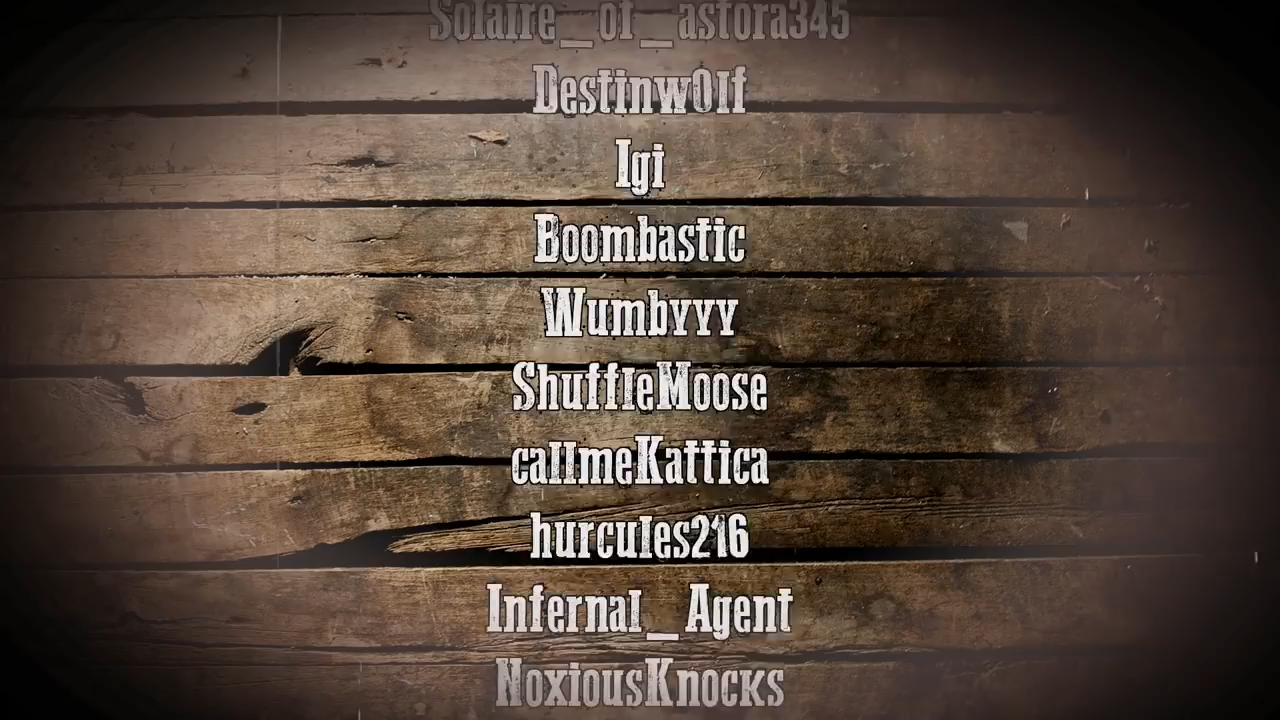 Solaire_of_astora345
Destinw0lf
Igi
Boombastic
Wumbyyy
ShuffleMoose
callmeKattica
hurcules216
Infernal_Agent
NoxiousKnocks